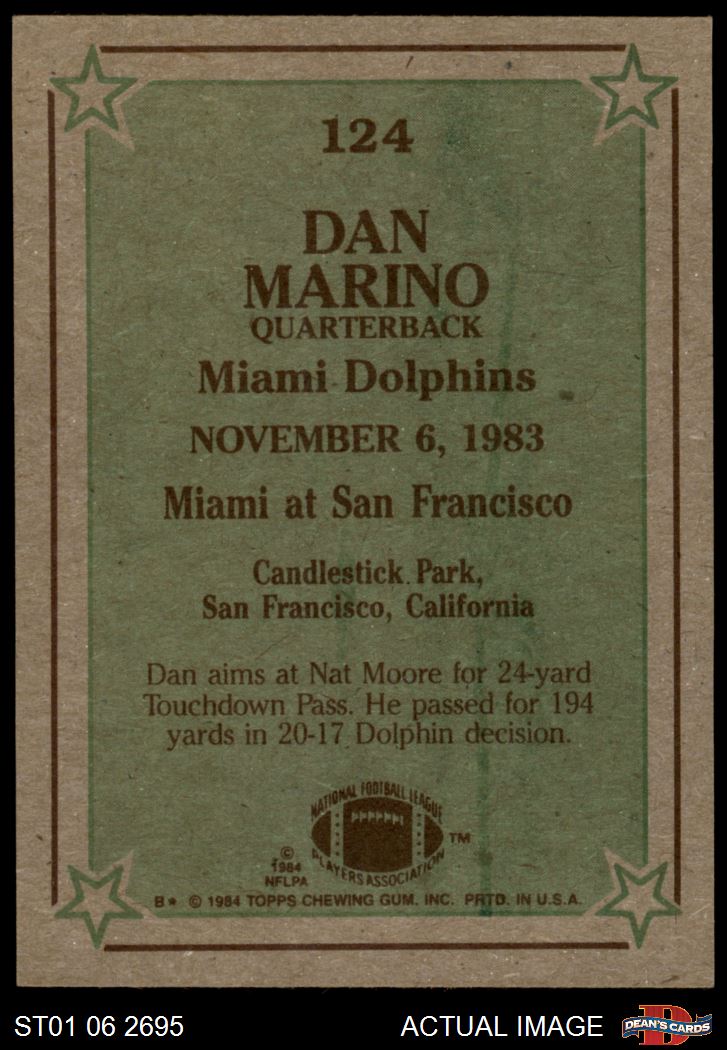 124
DAN
MARINO
QUARTERBACK
Miami Dolphins
NOVEMBER 6, 1983
Miami at San Francisco
Candlestick Park,
San Francisco, California
Dan aims at Nat Moore for 24-yard
Touchdown Pass. He passed for 194
yards in 20-17 Dolphin decision.
NATIONAL FOOTBALL LEAGUE
TM
PLAYERS ASSOCIATION
©
1984
NFLPA
B* © 1984 TOPPS CHEWING GUM, INC. PRTD. IN U.S.A.
ST01 06 2695
ACTUAL IMAGE
D
DEAN'S CARDS